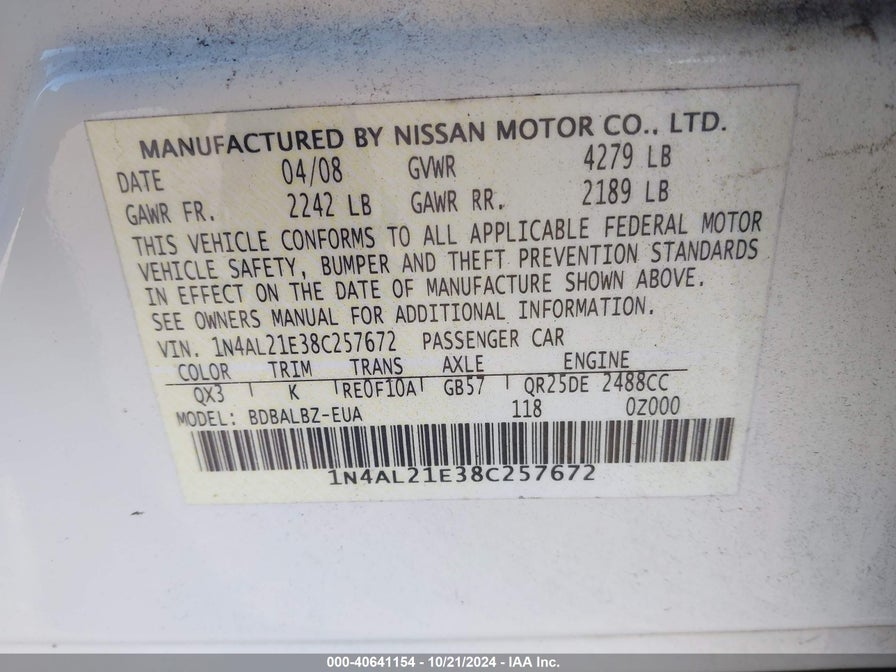 MANUFACTURED BY NISSAN MOTOR CO., LTD.
DATE 04/08 GVWR 4279 LB
GAWR FR. 2242 LB GAWR RR. 2189 LB
THIS VEHICLE CONFORMS TO ALL APPLICABLE FEDERAL MOTOR
VEHICLE SAFETY, BUMPER AND THEFT PREVENTION STANDARDS
IN EFFECT ON THE DATE OF MANUFACTURE SHOWN ABOVE.
SEE OWNERS MANUAL FOR ADDITIONAL INFORMATION.
VIN. 1N4AL21E38C257672 PASSENGER CAR
COLOR TRIM TRANS AXLE ENGINE
QX3 K RE0F10A GB57 QR25DE 2488CC
MODEL: BDBALBZ-EUA 118 0Z000
1N4AL21E38C257672
000-40641154 - 10/21/2024 - IAA Inc.